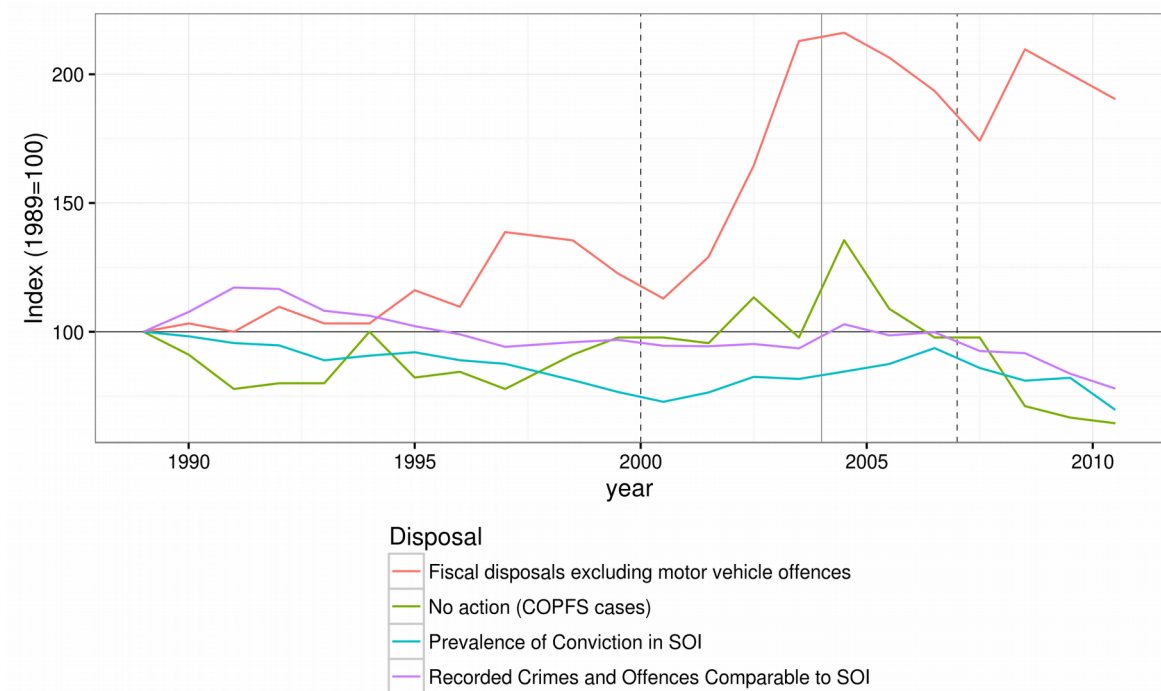 200
150
100
Index (1989=100)
1990 1995 2000 2005 2010
year
Disposal
Fiscal disposals excluding motor vehicle offences
No action (COPFS cases)
Prevalence of Conviction in SOI
Recorded Crimes and Offences Comparable to SOI